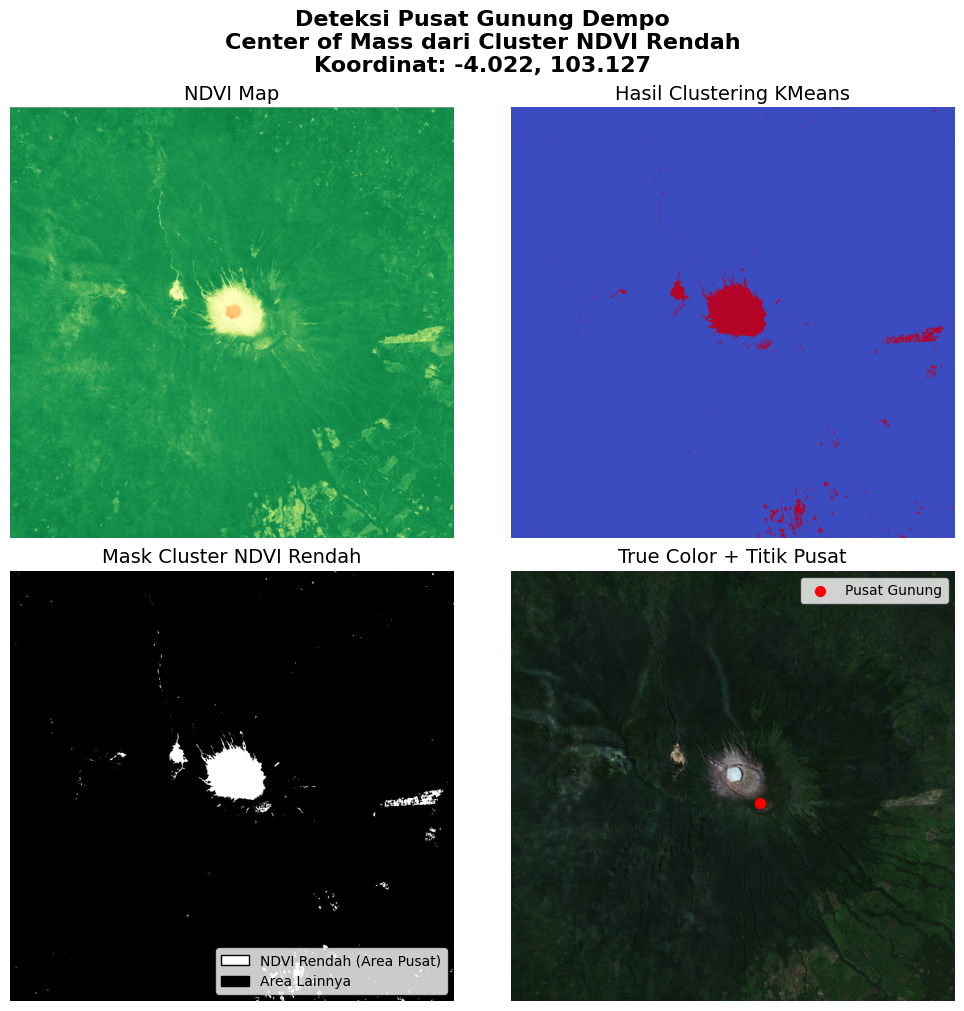 Deteksi Pusat Gunung Dempo
Center of Mass dari Cluster NDVI Rendah
Koordinat: -4.022, 103.127
NDVI Map
Hasil Clustering KMeans
Mask Cluster NDVI Rendah
True Color + Titik Pusat
Pusat Gunung
NDVI Rendah (Area Pusat)
Area Lainnya